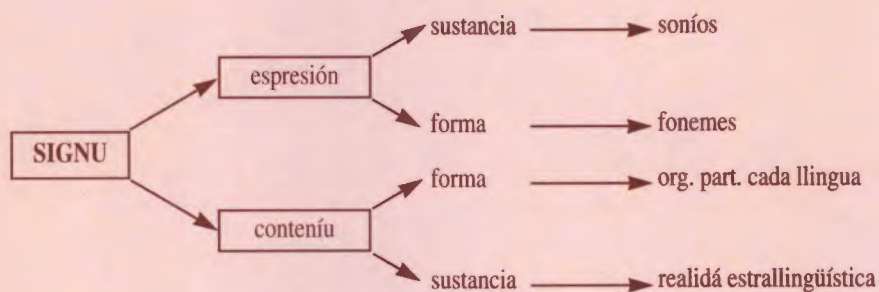 sustancia soníos
espresión
forma fonemes
SIGNU
forma org. part. cada llingua
conteníu
sustancia realidá estrallingüística